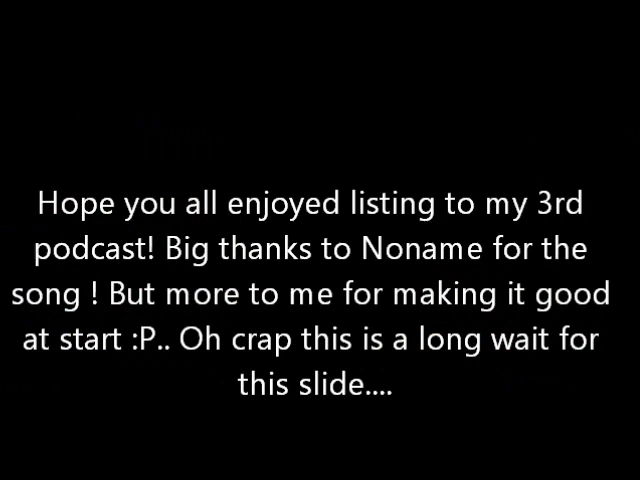 Hope you all enjoyed listing to my 3rd
podcast! Big thanks to Noname for the
song ! But more to me for making it good
at start :P.. Oh crap this is a long wait for
this slide....